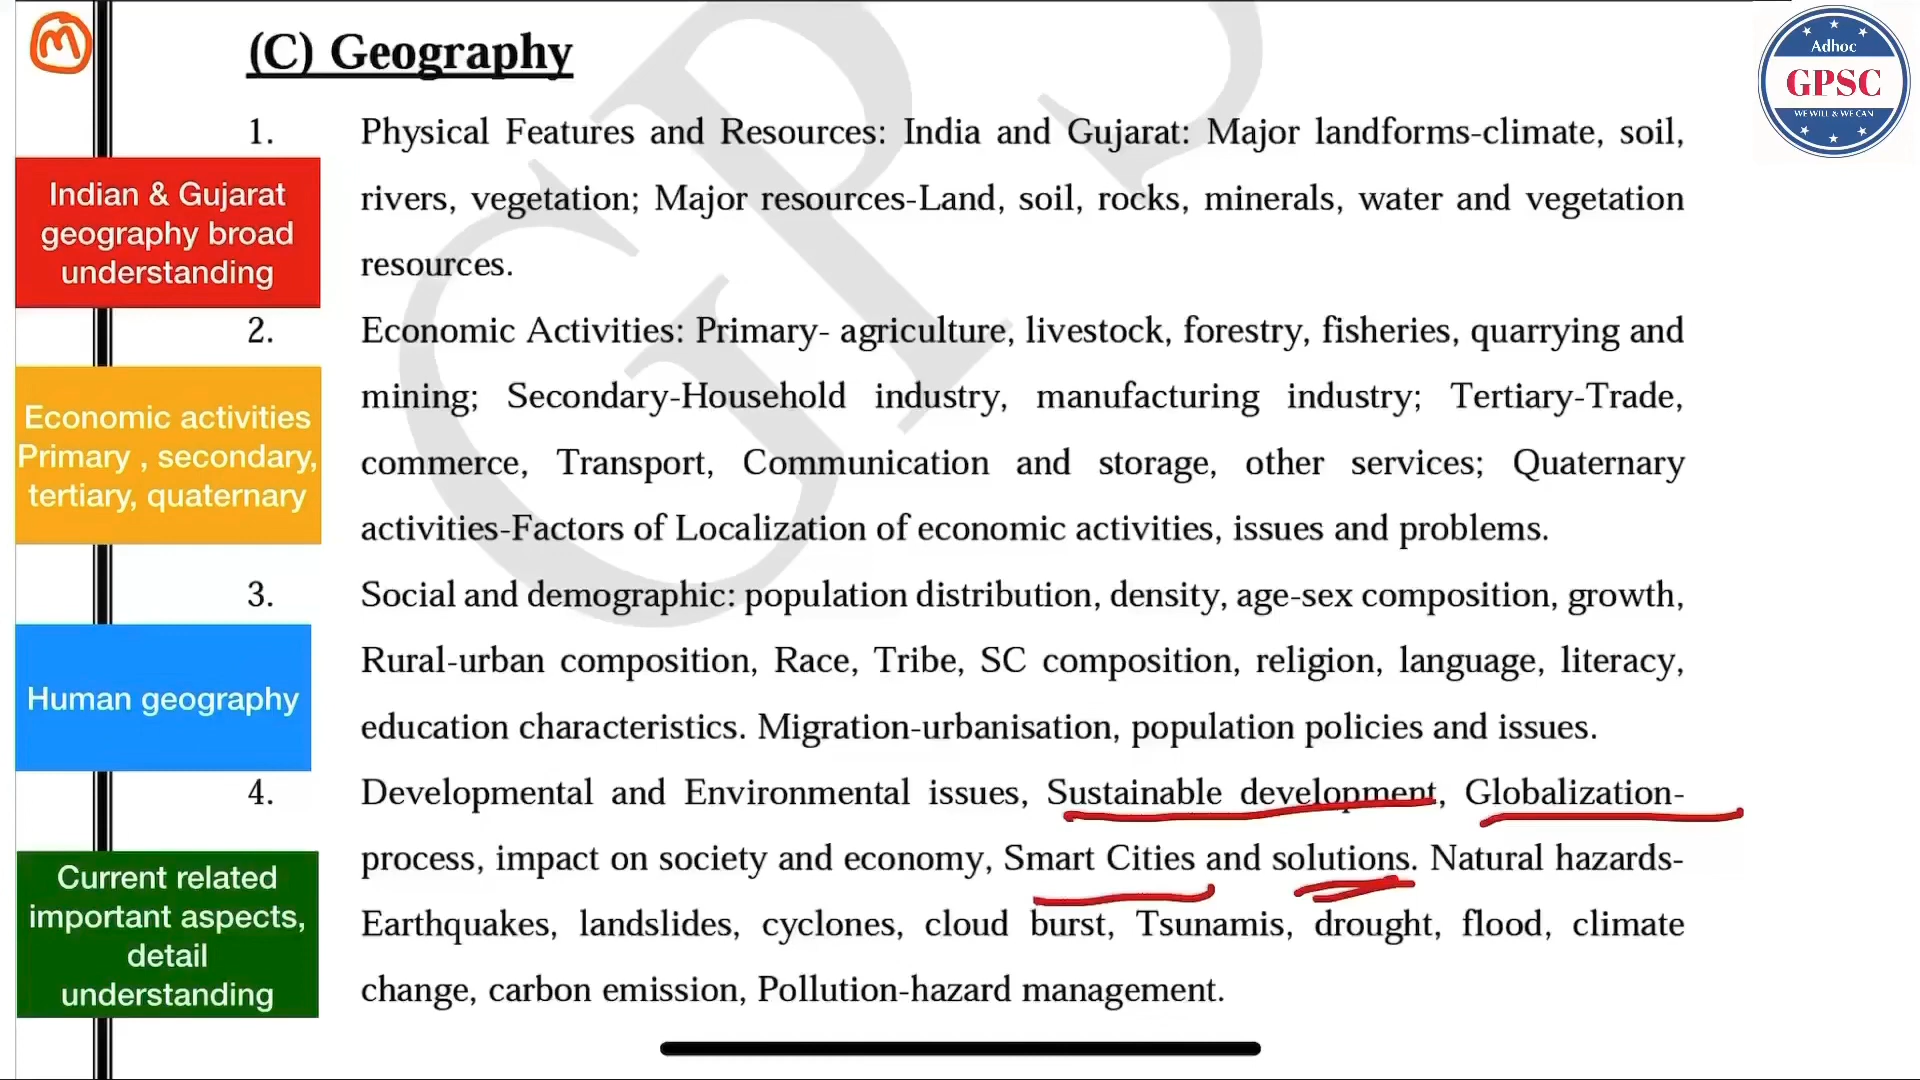 M
(C) Geography
Adhoc
GPSC
WE WILL & WE CAN
1. Physical Features and Resources: India and Gujarat: Major landforms-climate, soil,
rivers, vegetation; Major resources-Land, soil, rocks, minerals, water and vegetation
resources.
Indian & Gujarat
geography broad
understanding
2. Economic Activities: Primary- agriculture, livestock, forestry, fisheries, quarrying and
mining; Secondary-Household industry, manufacturing industry; Tertiary-Trade,
commerce, Transport, Communication and storage, other services; Quaternary
activities-Factors of Localization of economic activities, issues and problems.
Economic activities
Primary , secondary,
tertiary, quaternary
3. Social and demographic: population distribution, density, age-sex composition, growth,
Rural-urban composition, Race, Tribe, SC composition, religion, language, literacy,
education characteristics. Migration-urbanisation, population policies and issues.
Human geography
4. Developmental and Environmental issues, Sustainable development, Globalization-
process, impact on society and economy, Smart Cities and solutions. Natural hazards-
Earthquakes, landslides, cyclones, cloud burst, Tsunamis, drought, flood, climate
change, carbon emission, Pollution-hazard management.
Current related
important aspects,
detail
understanding